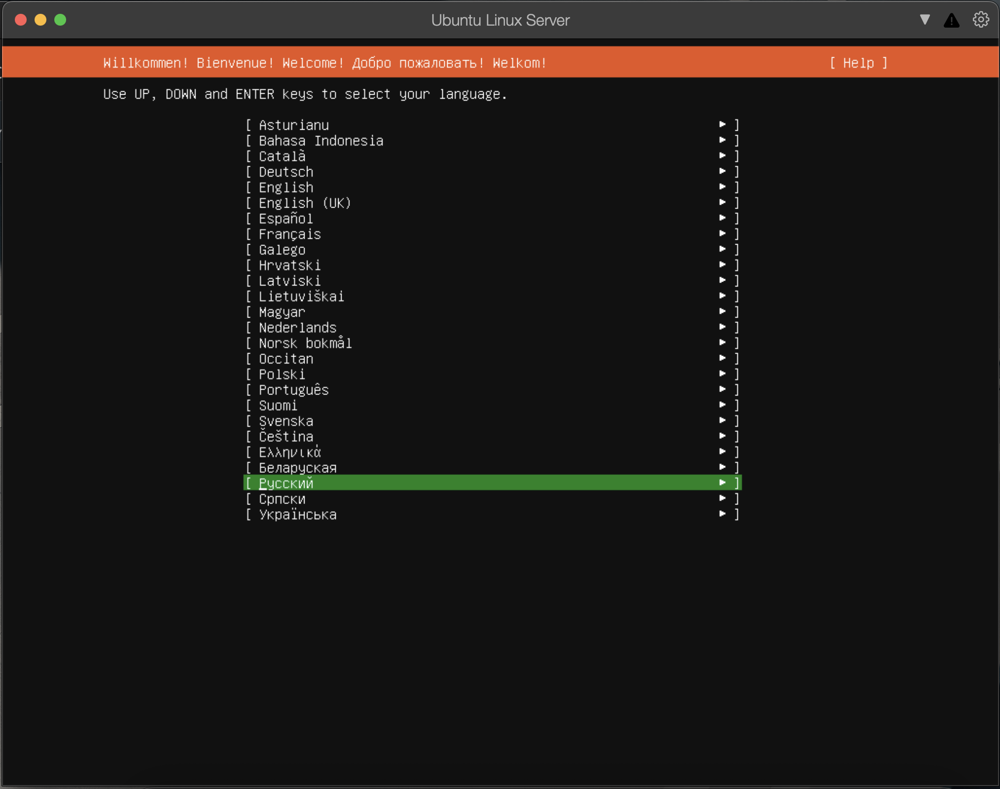 Ubuntu Linux Server
Willkommen! Bienvenue! Welcome! Добро пожаловать! Welkom! [ Help ]
Use UP, DOWN and ENTER keys to select your language.
[ Asturianu ▸ ]
[ Bahasa Indonesia ▸ ]
[ Català ▸ ]
[ Deutsch ▸ ]
[ English ▸ ]
[ English (UK) ▸ ]
[ Español ▸ ]
[ Français ▸ ]
[ Galego ▸ ]
[ Hrvatski ▸ ]
[ Latviski ▸ ]
[ Lietuviškai ▸ ]
[ Magyar ▸ ]
[ Nederlands ▸ ]
[ Norsk bokmål ▸ ]
[ Occitan ▸ ]
[ Polski ▸ ]
[ Português ▸ ]
[ Suomi ▸ ]
[ Svenska ▸ ]
[ Čeština ▸ ]
[ Ελληνικά ▸ ]
[ Беларуская ▸ ]
[ Русский ▸ ]
[ Српски ▸ ]
[ Українська ▸ ]